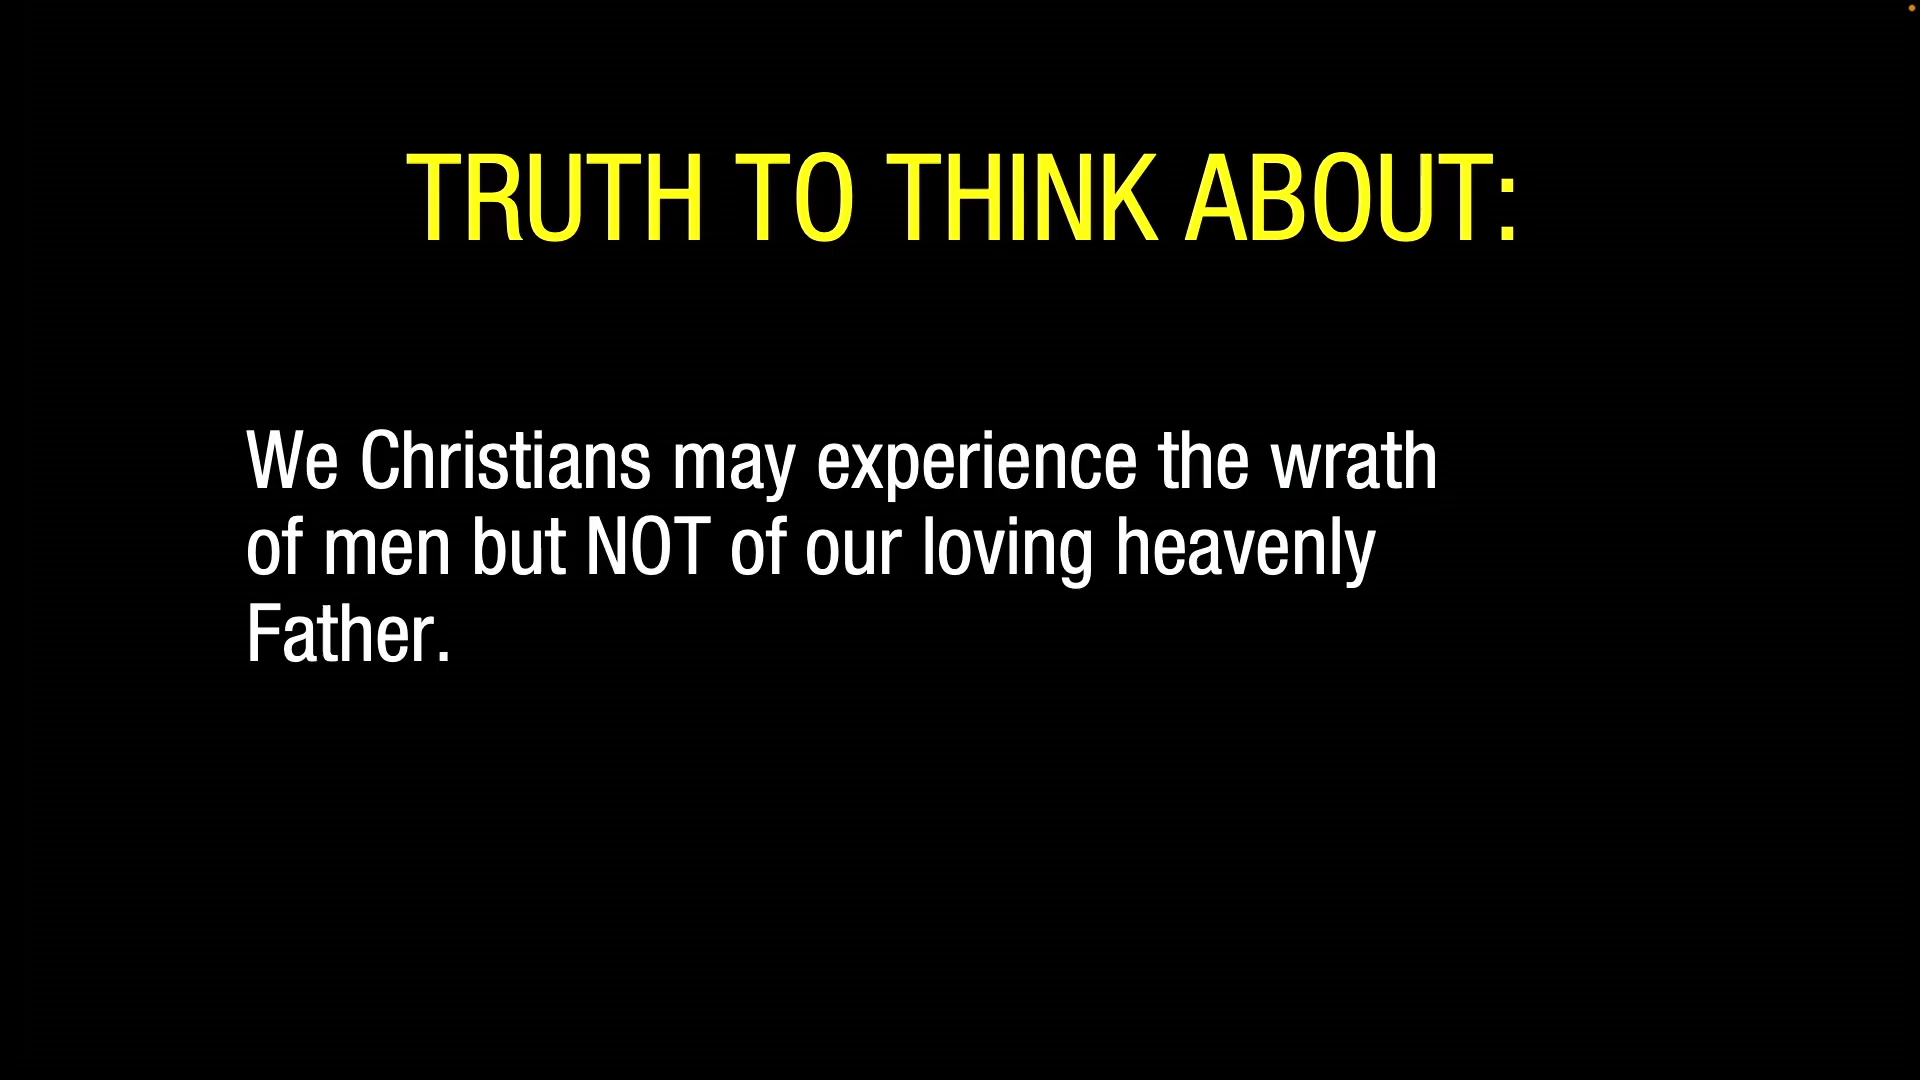 TRUTH TO THINK ABOUT:
We Christians may experience the wrath
of men but NOT of our loving heavenly
Father.